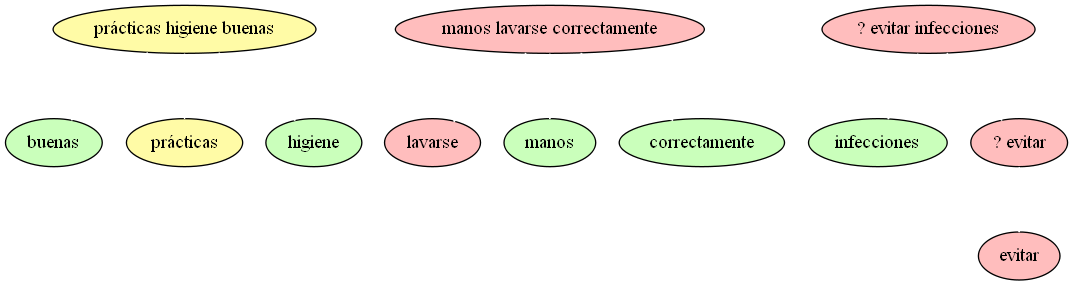 prácticas higiene buenas
manos lavarse correctamente
? evitar infecciones
buenas
prácticas
higiene
lavarse
manos
correctamente
infecciones
? evitar
evitar